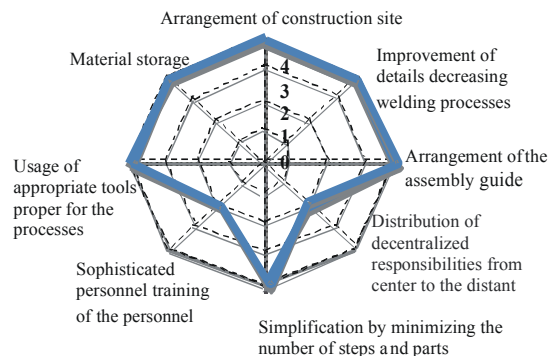 Arrangement of construction site
Improvement of
details decreasing
welding processes
Arrangement of the
assembly guide
Distribution of
decentralized
responsibilities from
center to the distant
Simplification by minimizing the
number of steps and parts
Sophisticated
personnel training
of the personnel
Usage of
appropriate tools
proper for the
processes
Material storage
4
3
2
1
0